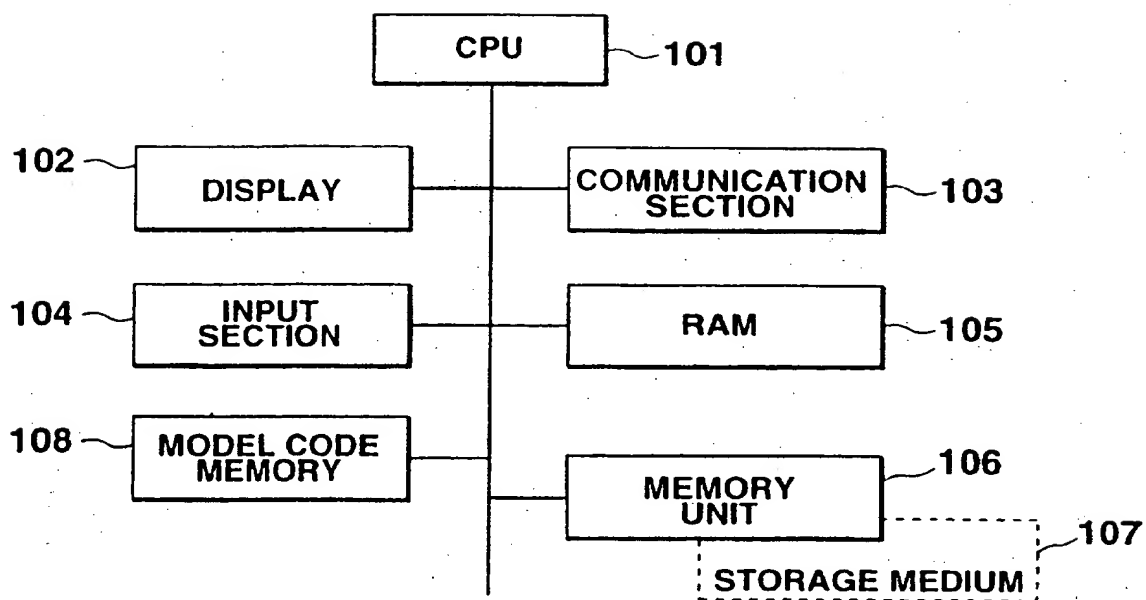 CPU
101
102
DISPLAY
COMMUNICATION
SECTION
103
104
INPUT
SECTION
RAM
105
108
MODEL CODE
MEMORY
MEMORY
UNIT
106
107
STORAGE MEDIUM